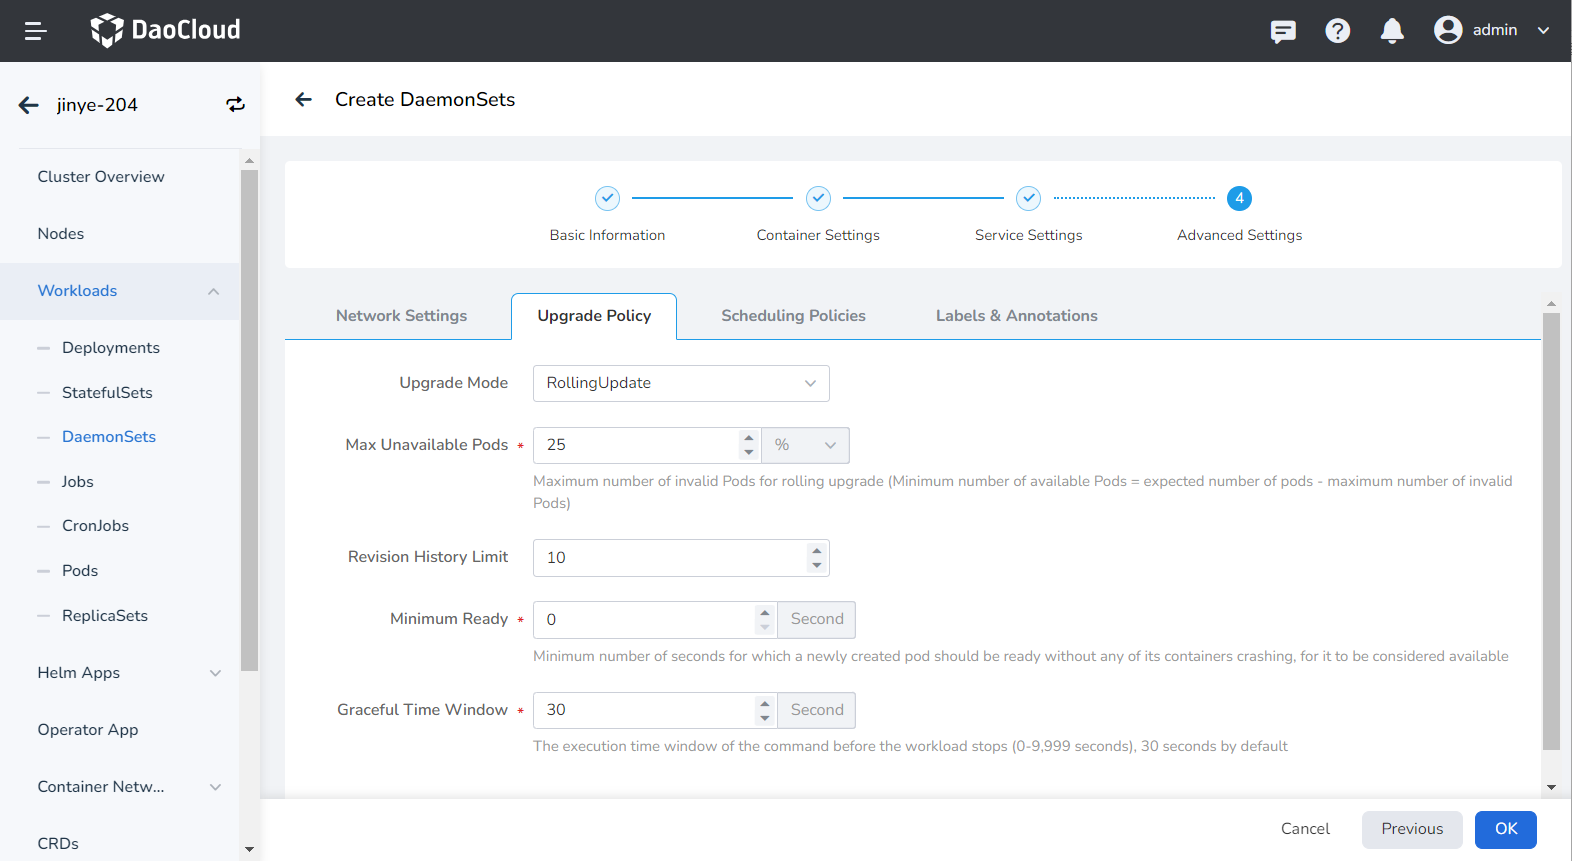 DaoCloud
admin
jinye-204
Create DaemonSets
Cluster Overview
Nodes
Workloads
Deployments
StatefulSets
DaemonSets
Jobs
CronJobs
Pods
ReplicaSets
Helm Apps
Operator App
Container Netw...
CRDs
4
Basic Information
Container Settings
Service Settings
Advanced Settings
Network Settings
Upgrade Policy
Scheduling Policies
Labels & Annotations
Upgrade Mode
RollingUpdate
Max Unavailable Pods *
25
%
Maximum number of invalid Pods for rolling upgrade (Minimum number of available Pods = expected number of pods - maximum number of invalid
Pods)
Revision History Limit
10
Minimum Ready *
0
Second
Minimum number of seconds for which a newly created pod should be ready without any of its containers crashing, for it to be considered available
Graceful Time Window *
30
Second
The execution time window of the command before the workload stops (0-9,999 seconds), 30 seconds by default
Cancel
Previous
OK